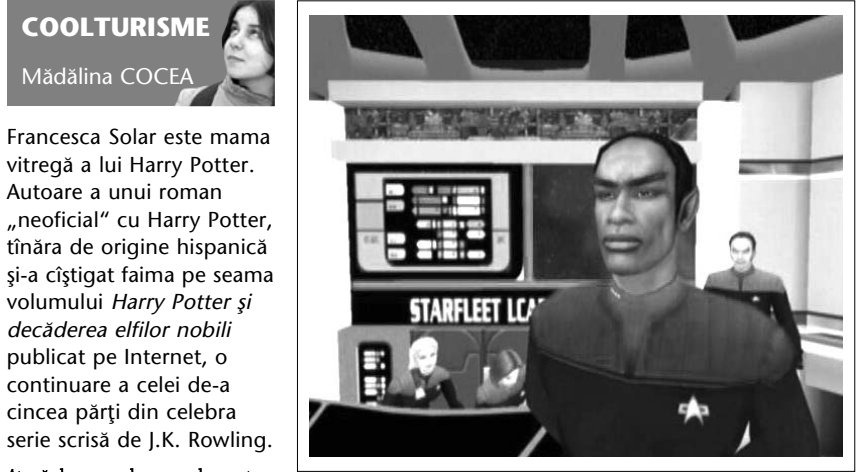 COOLTURISME
Mădălina COCEA
Francesca Solar este mama
vitregă a lui Harry Potter.
Autoare a unui roman
„neoficial“ cu Harry Potter,
tînăra de origine hispanică
şi-a cîştigat faima pe seama
volumului Harry Potter şi
decăderea elfilor nobili
publicat pe Internet, o
continuare a celei de-a
cincea părţi din celebra
serie scrisă de J.K. Rowling.
STARFLEET